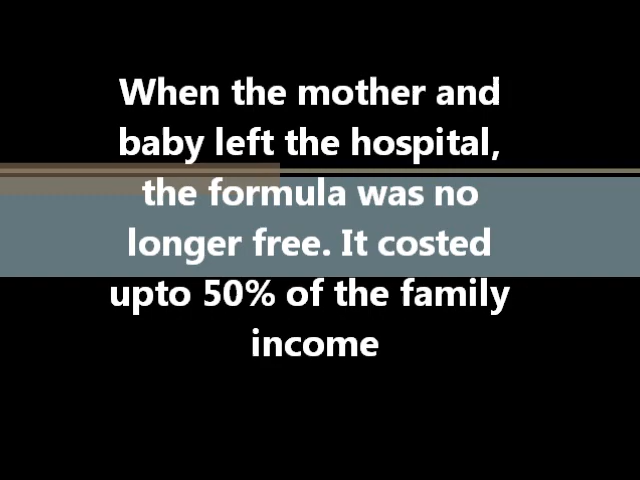 When the mother and
baby left the hospital,
the formula was no
longer free. It costed
upto 50% of the family
income